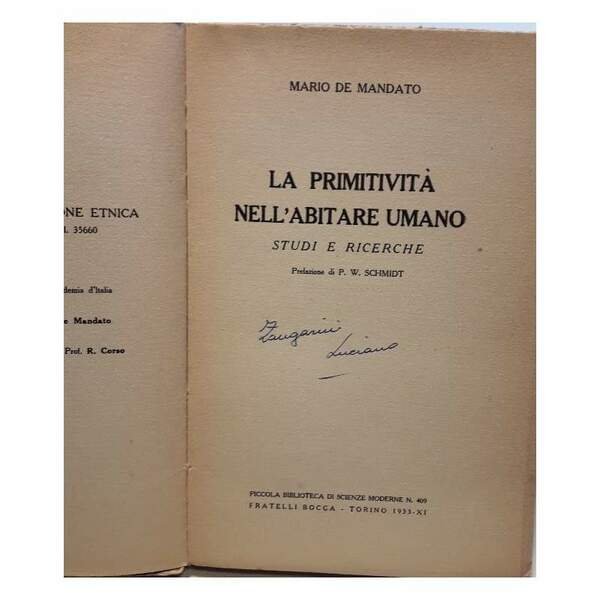 ONE ETNICA
35660
demia d'Italia
e Mandato
Prof. R. Corso
MARIO DE MANDATO
LA PRIMITIVITÀ
NELL'ABITARE UMANO
STUDI E RICERCHE
Prefazione di P. W. SCHMIDT
Zangarini
Luciano
PICCOLA BIBLIOTECA DI SCIENZE MODERNE N. 409
FRATELLI BOCCA - TORINO 1933-XI